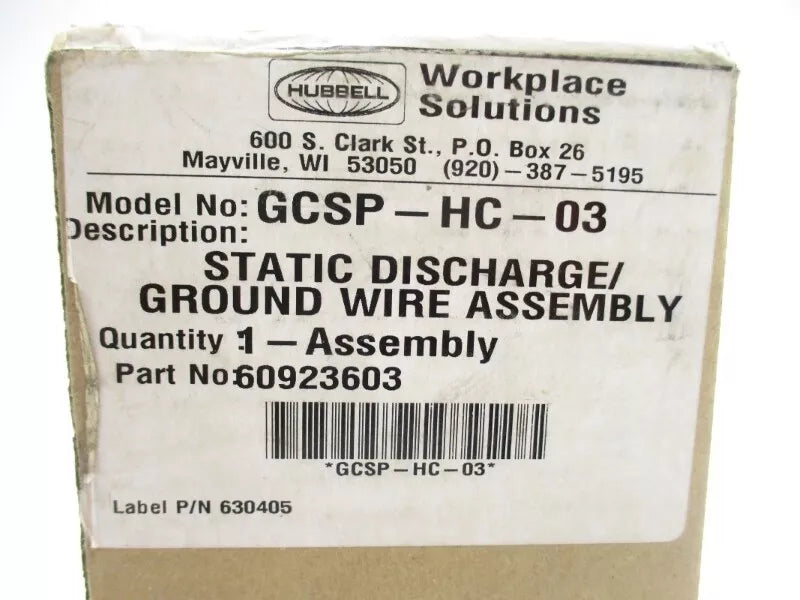 HUBBELL
Workplace
Solutions
600 S. Clark St., P.O. Box 26
Mayville, WI 53050 (920)-387-5195
Model No: GCSP-HC-03
Description:
STATIC DISCHARGE/
GROUND WIRE ASSEMBLY
Quantity :1-Assembly
Part No:60923603
*GCSP-HC-03*
Label P/N 630405